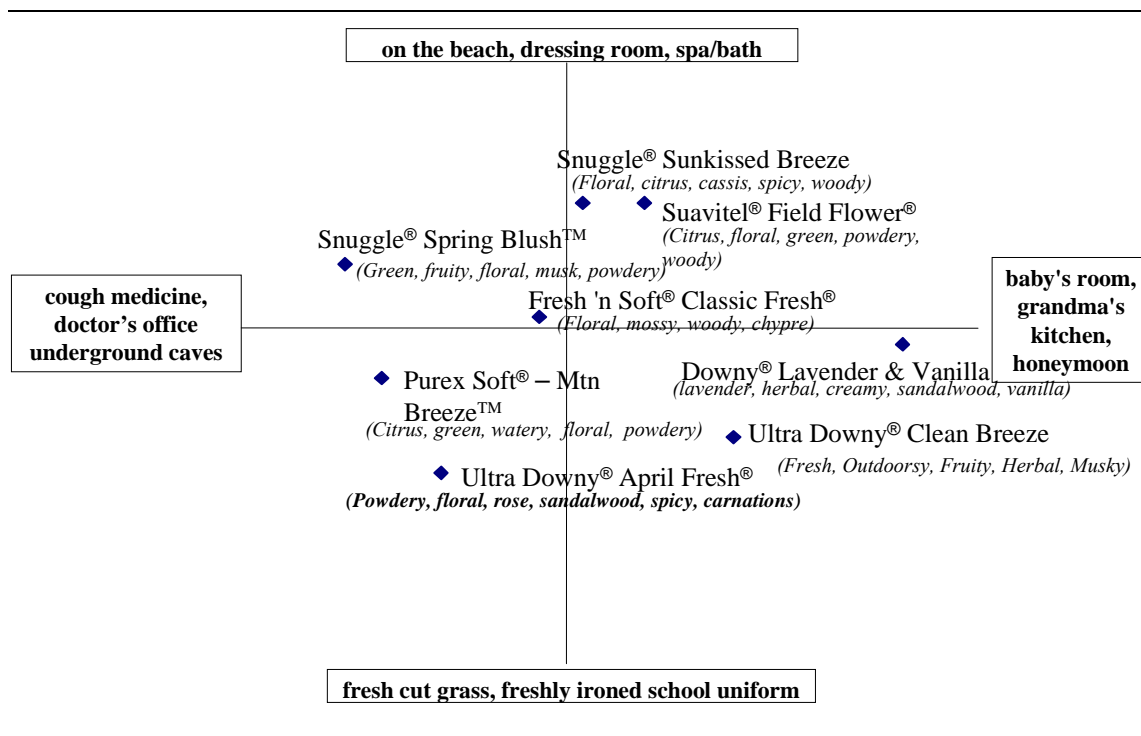 on the beach, dressing room, spa/bath
Snuggle® Sunkissed Breeze
(Floral, citrus, cassis, spicy, woody)
Suavitel® Field Flower®
(Citrus, floral, green, powdery,
woody)
Snuggle® Spring Blush™
(Green, fruity, floral, musk, powdery)
cough medicine,
doctor’s office
underground caves
baby's room,
grandma's
kitchen,
honeymoon
Fresh 'n Soft® Classic Fresh®
(Floral, mossy, woody, chypre)
Downy® Lavender & Vanilla
(lavender, herbal, creamy, sandalwood, vanilla)
Purex Soft® – Mtn
Breeze™
(Citrus, green, watery, floral, powdery)
Ultra Downy® Clean Breeze
(Fresh, Outdoorsy, Fruity, Herbal, Musky)
Ultra Downy® April Fresh®
(Powdery, floral, rose, sandalwood, spicy, carnations)
fresh cut grass, freshly ironed school uniform